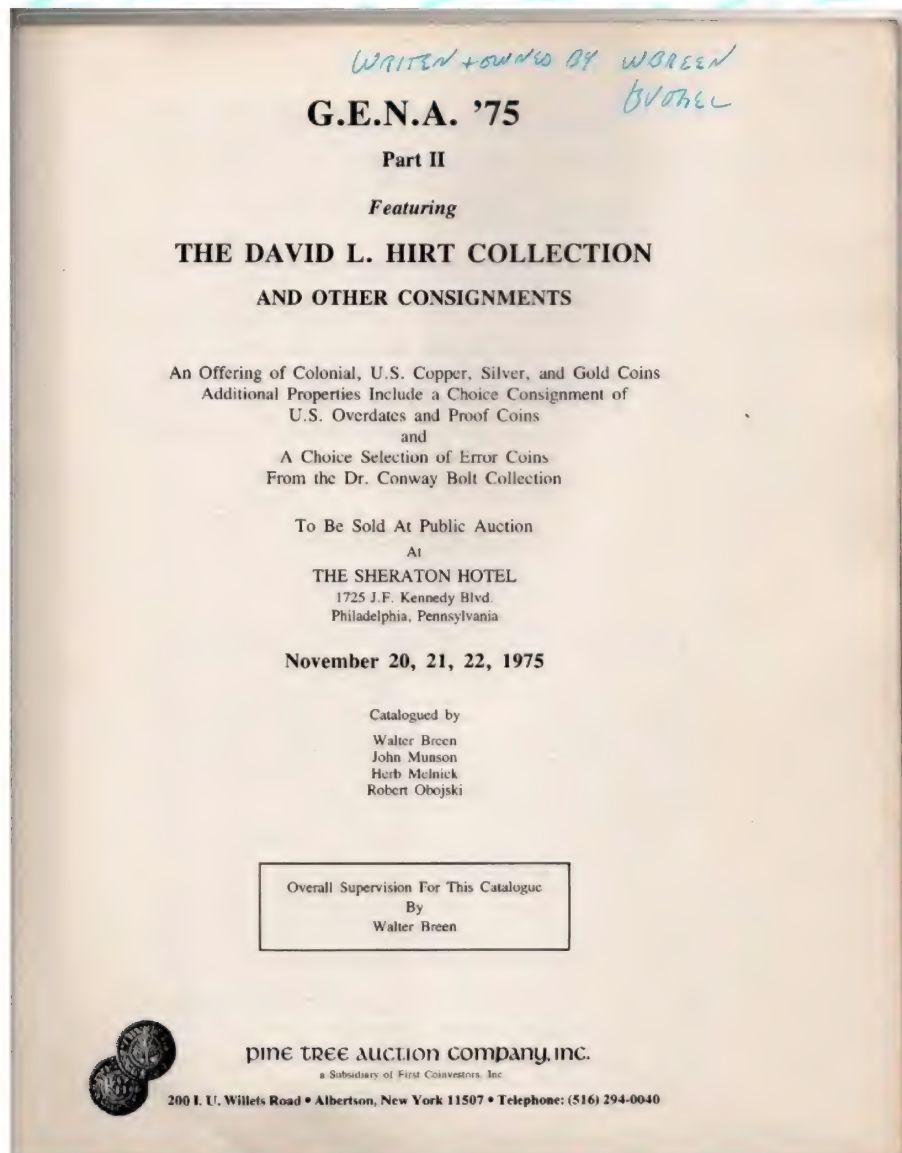 WRITEN + OWNED BY WBREEN
G.E.N.A. '75
Part II
Featuring
THE DAVID L. HIRT COLLECTION
AND OTHER CONSIGNMENTS
An Offering of Colonial, U.S. Copper, Silver, and Gold Coins
Additional Properties Include a Choice Consignment of
U.S. Overdates and Proof Coins
and
A Choice Selection of Error Coins
From the Dr. Conway Bolt Collection
To Be Sold At Public Auction
At
THE SHERATON HOTEL
1725 J.F. Kennedy Blvd.
Philadelphia, Pennsylvania
November 20, 21, 22, 1975
Catalogued by
Walter Breen
John Munson
Herb Melnick
Robert Obojski
Overall Supervision For This Catalogue
By
Walter Breen
pine tree auction company, inc.
a Subsidiary of First Coinvestors, Inc.
200 I. U. Willets Road • Albertson, New York 11507 • Telephone: (516) 294-0040